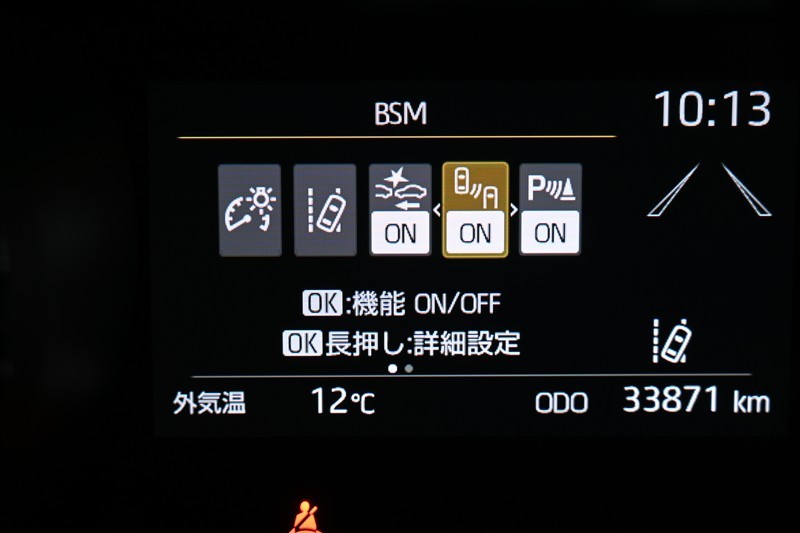 BSM
10:13
ON ON P ON
OK:機能 ON/OFF
OK長押し:詳細設定
外気温 12℃ ODO 33871 km